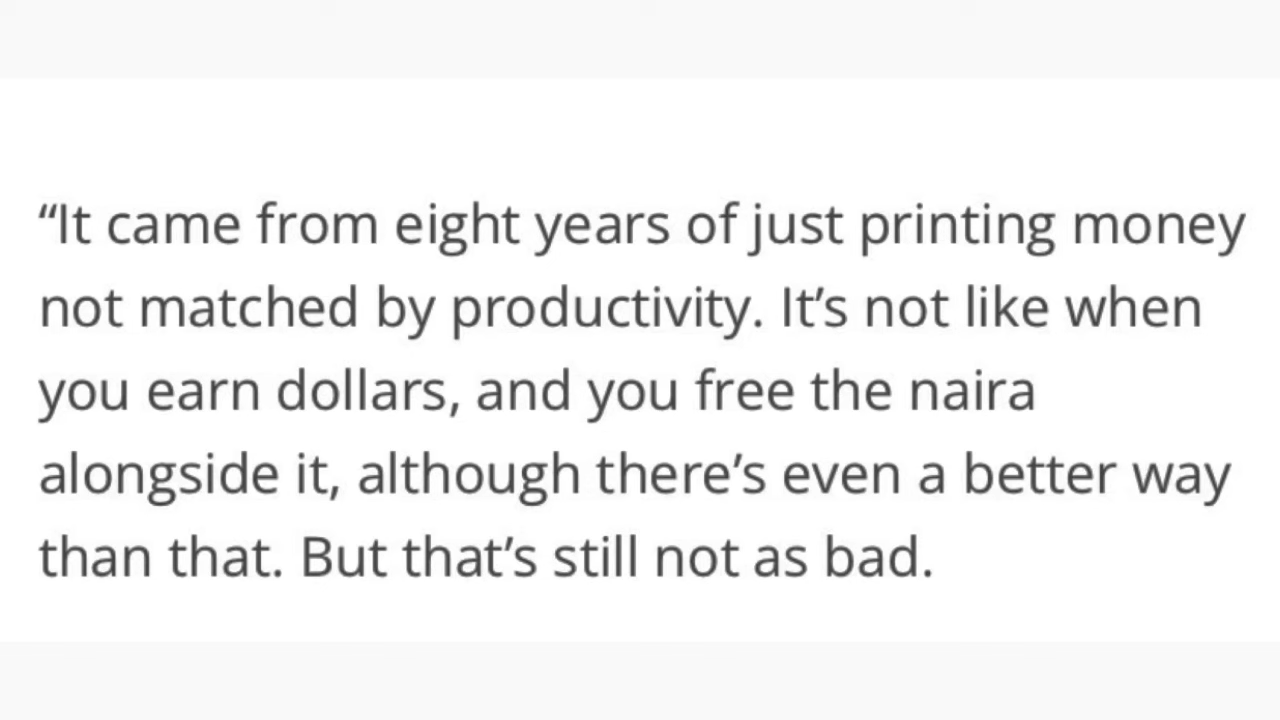 “It came from eight years of just printing money
not matched by productivity. It’s not like when
you earn dollars, and you free the naira
alongside it, although there’s even a better way
than that. But that’s still not as bad.